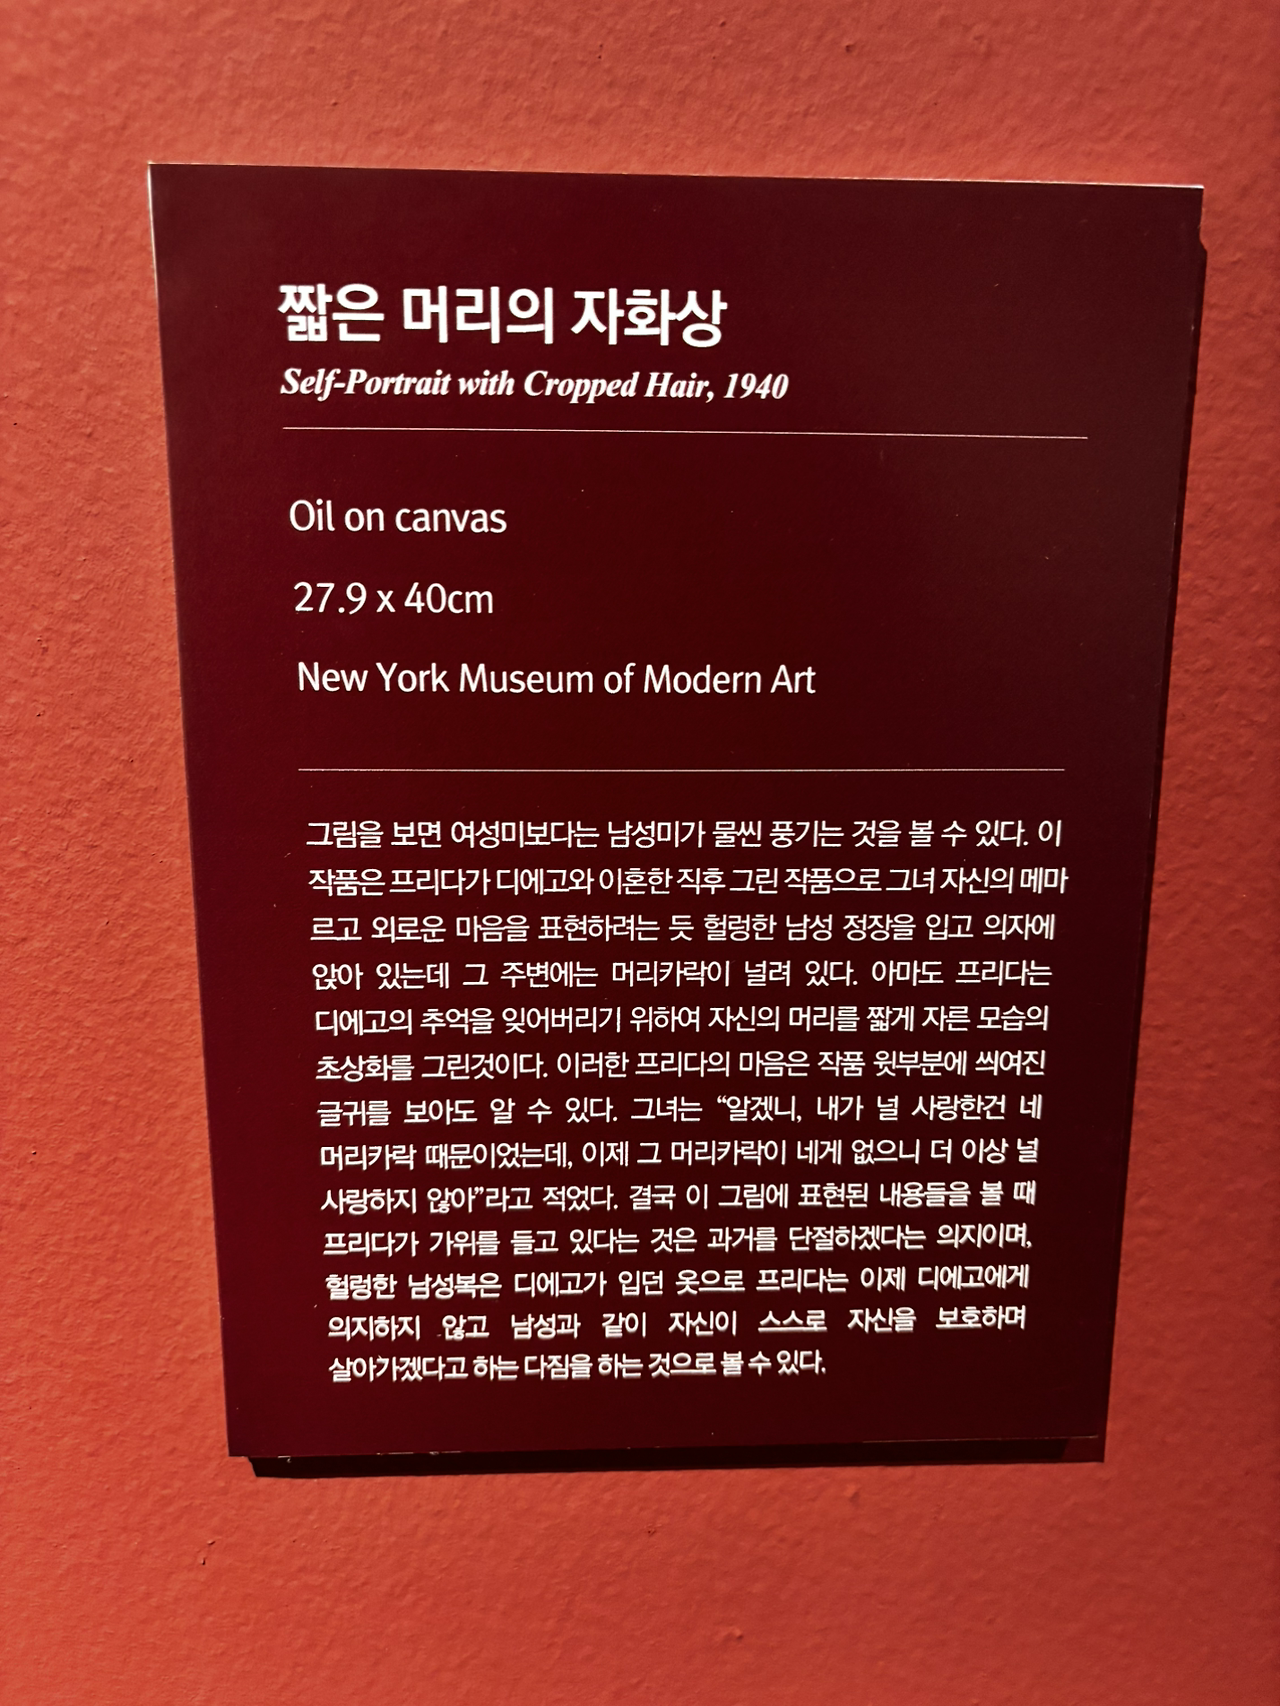 짧은 머리의 자화상
Self-Portrait with Cropped Hair, 1940
Oil on canvas
27.9 x 40cm
New York Museum of Modern Art
그림을 보면 여성미보다는 남성미가 물씬 풍기는 것을 볼 수 있다. 이
작품은 프리다가 디에고와 이혼한 직후 그린 작품으로 그녀 자신의 메마
르고 외로운 마음을 표현하려는 듯 헐렁한 남성 정장을 입고 의자에
앉아 있는데 그 주변에는 머리카락이 널려 있다. 아마도 프리다는
디에고의 추억을 잊어버리기 위하여 자신의 머리를 짧게 자른 모습의
초상화를 그린것이다. 이러한 프리다의 마음은 작품 윗부분에 씌여진
글귀를 보아도 알 수 있다. 그녀는 “알겠니, 내가 널 사랑한건 네
머리카락 때문이었는데, 이제 그 머리카락이 네게 없으니 더 이상 널
사랑하지 않아”라고 적었다. 결국 이 그림에 표현된 내용들을 볼 때
프리다가 가위를 들고 있다는 것은 과거를 단절하겠다는 의지이며,
헐렁한 남성복은 디에고가 입던 옷으로 프리다는 이제 디에고에게
의지하지 않고 남성과 같이 자신이 스스로 자신을 보호하며
살아가겠다고 하는 다짐을 하는 것으로 볼 수 있다.